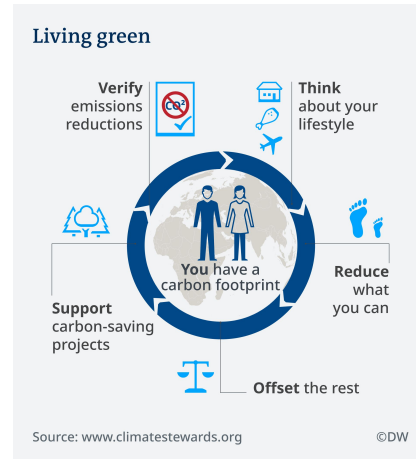 Living green
Verify
emissions
reductions
CO²
Think
about your
lifestyle
You have a
carbon footprint
Reduce
what
you can
Support
carbon-saving
projects
Offset the rest
Source: www.climatestewards.org
©DW